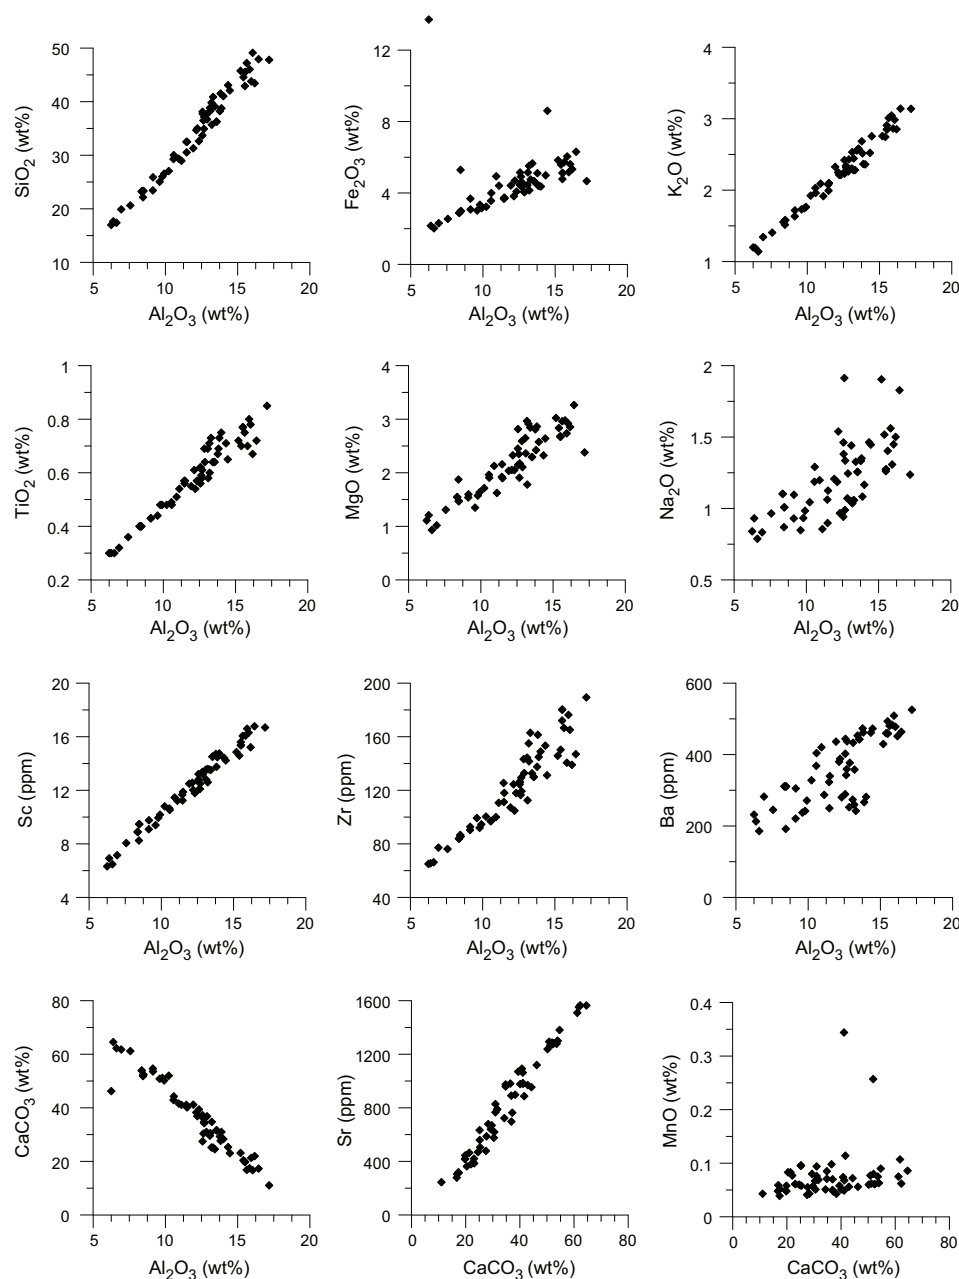 50
40
30
20
10
SiO2 (wt%)
5 10 15 20
Al2O3 (wt%)
12
8
4
0
Fe2O3 (wt%)
5 10 15 20
Al2O3 (wt%)
4
3
2
1
K2O (wt%)
5 10 15 20
Al2O3 (wt%)
1
0.8
0.6
0.4
0.2
TiO2 (wt%)
5 10 15 20
Al2O3 (wt%)
4
3
2
1
0
MgO (wt%)
5 10 15 20
Al2O3 (wt%)
2
1.5
1
0.5
Na2O (wt%)
5 10 15 20
Al2O3 (wt%)
20
16
12
8
4
Sc (ppm)
5 10 15 20
Al2O3 (wt%)
200
160
120
80
40
Zr (ppm)
5 10 15 20
Al2O3 (wt%)
600
400
200
0
Ba (ppm)
5 10 15 20
Al2O3 (wt%)
80
60
40
20
0
CaCO3 (wt%)
5 10 15 20
Al2O3 (wt%)
1600
1200
800
400
0
Sr (ppm)
0 20 40 60 80
CaCO3 (wt%)
0.4
0.3
0.2
0.1
0
MnO (wt%)
0 20 40 60 80
CaCO3 (wt%)